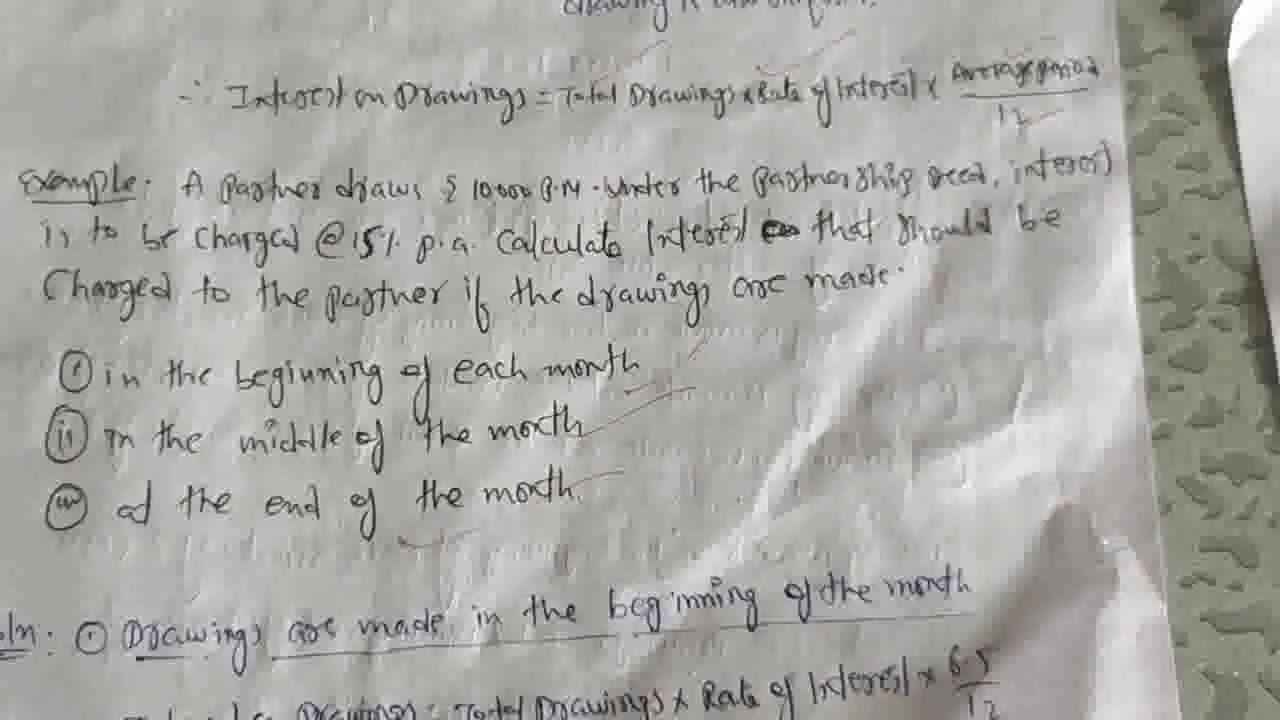 ∴ Interest on Drawings = Total Drawings x Rate of Interest x Average period / 12
Example: A Partner draws ₹ 10000 P.M. Under the partnership deed, interest
is to be charged @ 15% p.a. Calculate Interest that should be
Charged to the partner if the drawings are made.
(i) in the beginning of each month
(ii) in the middle of the month
(iii) at the end of the month
oln: (i) Drawings are made in the beginning of the month
Drawings = Total Drawings x Rate of Interest x 6.5 / 12